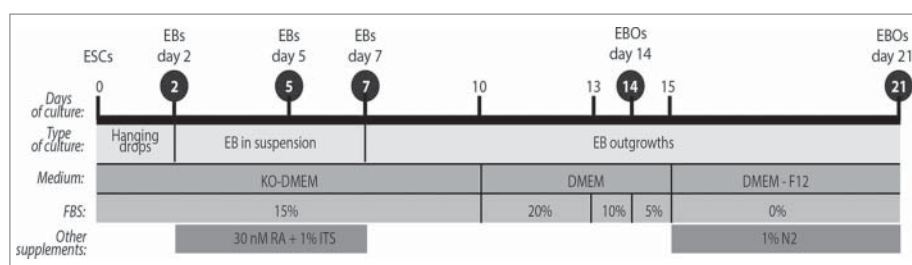 EBs EBs EBs EBOs EBOs
ESCs day 2 day 5 day 7 day 14 day 21
0 2 5 7 10 13 14 15 21
Days
of culture:
Type
of culture:
Hanging
drops
EB in suspension
EB outgrowths
Medium: KO-DMEM DMEM DMEM - F12
FBS: 15% 20% 10% 5% 0%
Other
supplements:
30 nM RA + 1% ITS 1% N2